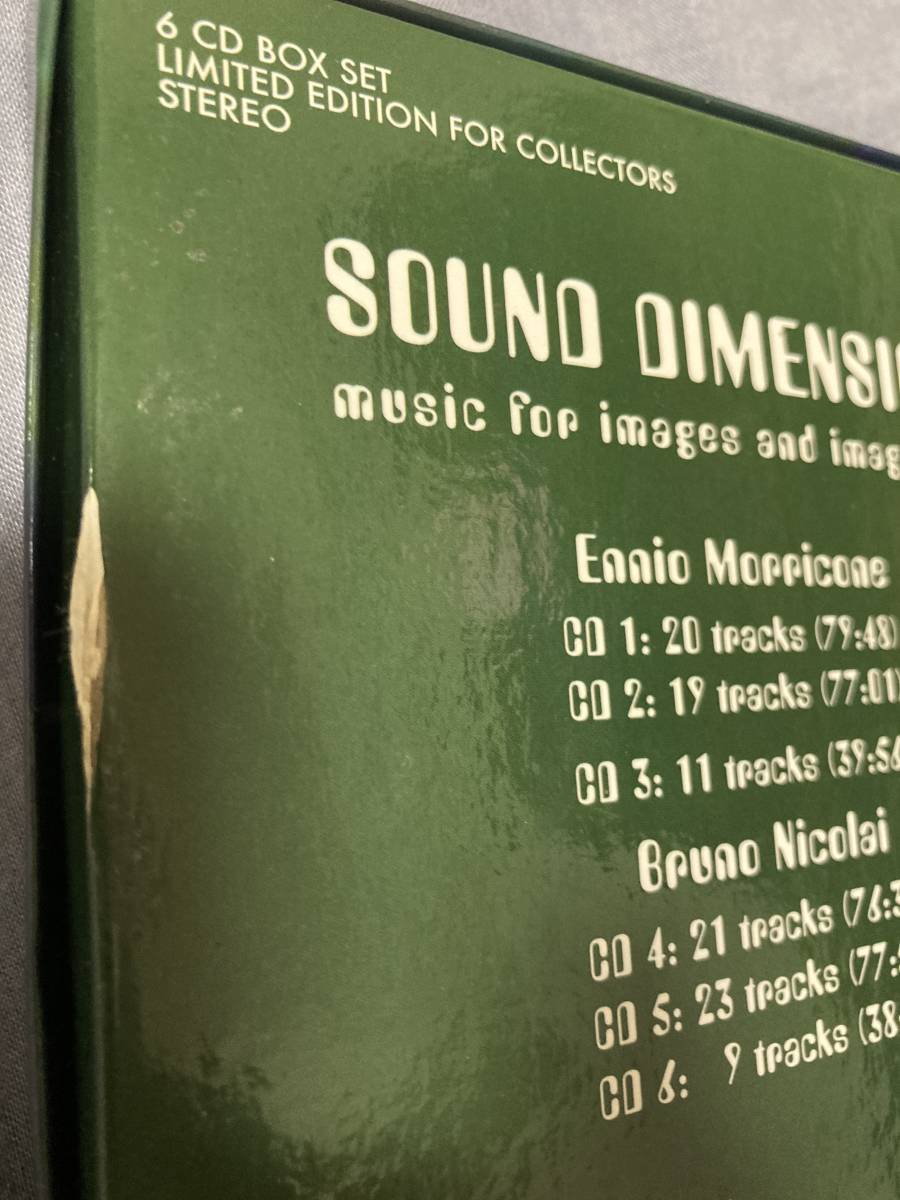 6 CD BOX SET
LIMITED EDITION FOR COLLECTORS
STEREO
SOUND
music for images and
Ennio Morricone
CD 1: 20 tracks (79:48)
CD 2: 19 tracks (77:01)
CD 3: 11 tracks (39:56
Bruno Nicolai
CD 4: 21 tracks
CD 5: 23 tracks
CD 6: 9 tracks